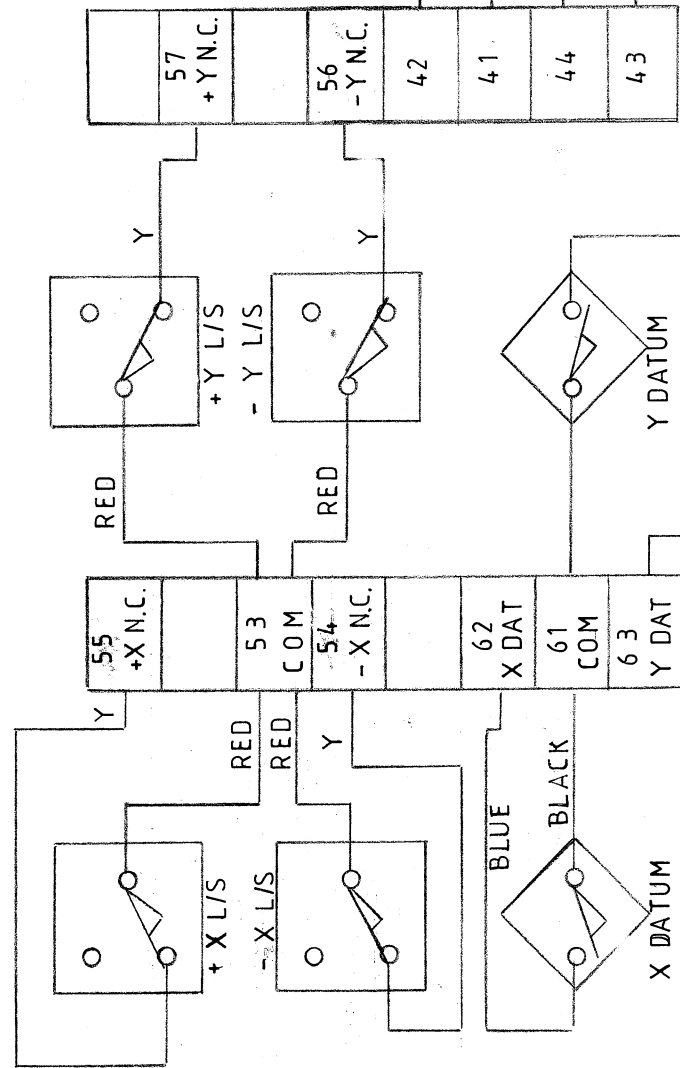 57
+Y N.C.
56
-Y N.C.
42
41
44
43
Y
Y
+Y L/S
- Y L/S
Y DATUM
RED
RED
55
+X N.C.
53
COM
54
-X N.C.
62
X DAT
61
COM
63
Y DAT
Y
RED
RED
Y
BLUE
BLACK
+X L/S
-X L/S
X DATUM